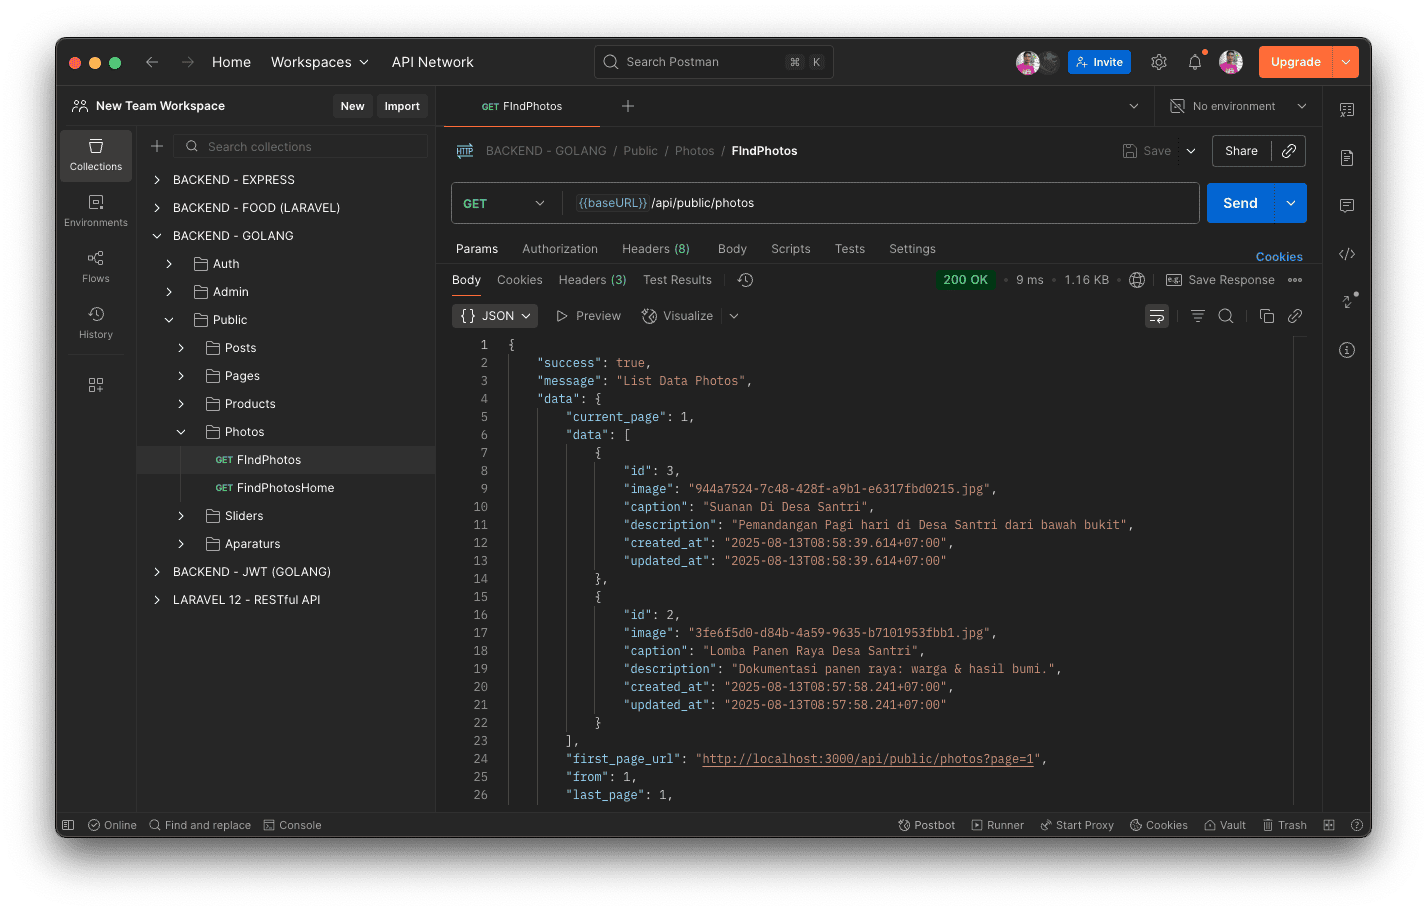 Home
Workspaces
API Network
Search Postman
⌘ K
Invite
Upgrade
New Team Workspace
New
Import
GET FIndPhotos
No environment
Collections
Environments
Flows
History
Search collections
BACKEND - EXPRESS
BACKEND - FOOD (LARAVEL)
BACKEND - GOLANG
Auth
Admin
Public
Posts
Pages
Products
Photos
GET FIndPhotos
GET FindPhotosHome
Sliders
Aparaturs
BACKEND - JWT (GOLANG)
LARAVEL 12 - RESTful API
HTTP BACKEND - GOLANG / Public / Photos / FIndPhotos
Save
Share
GET {{baseURL}} /api/public/photos
Send
Params Authorization Headers (8) Body Scripts Tests Settings
Cookies
Body Cookies Headers (3) Test Results
200 OK • 9 ms • 1.16 KB
e.g. Save Response
{} JSON Preview Visualize
1 {
2 "success": true,
3 "message": "List Data Photos",
4 "data": {
5 "current_page": 1,
6 "data": [
7 {
8 "id": 3,
9 "image": "944a7524-7c48-428f-a9b1-e6317fbd0215.jpg",
10 "caption": "Suanan Di Desa Santri",
11 "description": "Pemandangan Pagi hari di Desa Santri dari bawah bukit",
12 "created_at": "2025-08-13T08:58:39.614+07:00",
13 "updated_at": "2025-08-13T08:58:39.614+07:00"
14 },
15 {
16 "id": 2,
17 "image": "3fe6f5d0-d84b-4a59-9635-b7101953fbb1.jpg",
18 "caption": "Lomba Panen Raya Desa Santri",
19 "description": "Dokumentasi panen raya: warga & hasil bumi.",
20 "created_at": "2025-08-13T08:57:58.241+07:00",
21 "updated_at": "2025-08-13T08:57:58.241+07:00"
22 }
23 ],
24 "first_page_url": "http://localhost:3000/api/public/photos?page=1",
25 "from": 1,
26 "last_page": 1,
Online
Find and replace
Console
Postbot
Runner
Start Proxy
Cookies
Vault
Trash